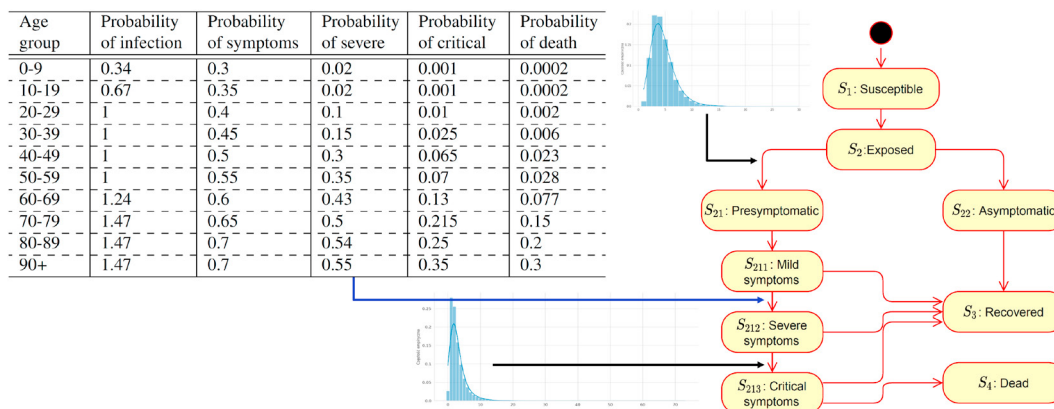 Age group	Probability of infection	Probability of symptoms	Probability of severe	Probability of critical	Probability of death
0-9	0.34	0.3	0.02	0.001	0.0002
10-19	0.67	0.35	0.02	0.001	0.0002
20-29	1	0.4	0.1	0.01	0.002
30-39	1	0.45	0.15	0.025	0.006
40-49	1	0.5	0.3	0.065	0.023
50-59	1	0.55	0.35	0.07	0.028
60-69	1.24	0.6	0.43	0.13	0.077
70-79	1.47	0.65	0.5	0.215	0.15
80-89	1.47	0.7	0.54	0.25	0.2
90+	1.47	0.7	0.55	0.35	0.3
S1: Susceptible
S2:Exposed
S21: Presymptomatic
S22: Asymptomatic
S211: Mild
symptoms
S212: Severe
symptoms
S3: Recovered
S213: Critical
symptoms
S4: Dead